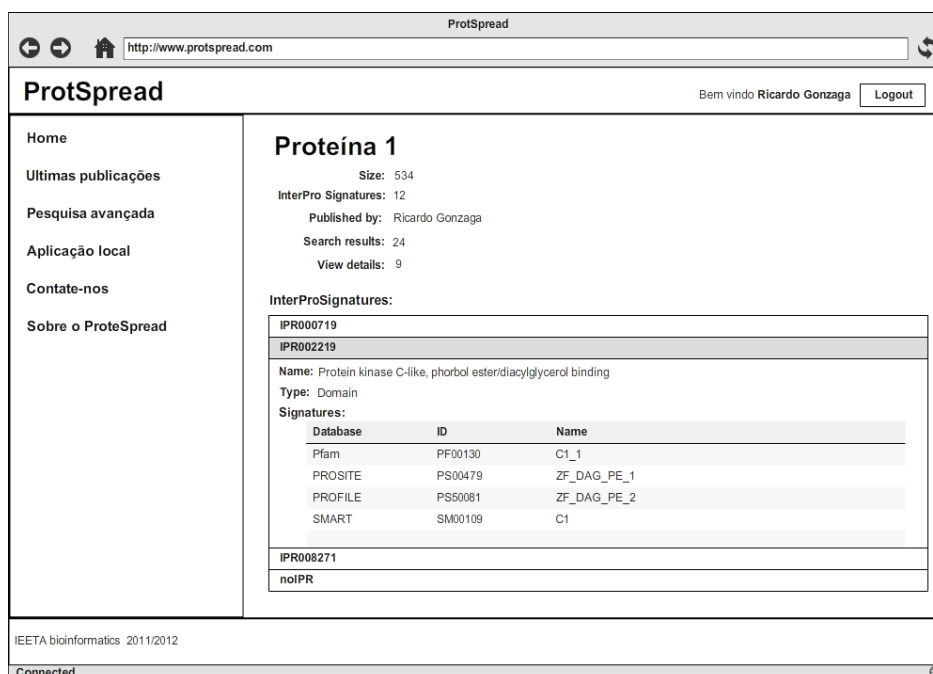 ProtSpread
http://www.protspread.com
ProtSpread
Bem vindo Ricardo Gonzaga Logout
Home
Ultimas publicações
Pesquisa avançada
Aplicação local
Contate-nos
Sobre o ProteSpread
Proteína 1
Size: 534
InterPro Signatures: 12
Published by: Ricardo Gonzaga
Search results: 24
View details: 9
InterProSignatures:
IPR000719
IPR002219
Name: Protein kinase C-like, phorbol ester/diacylglycerol binding
Type: Domain
Signatures:
Database ID Name
Pfam PF00130 C1_1
PROSITE PS00479 ZF_DAG_PE_1
PROFILE PS50081 ZF_DAG_PE_2
SMART SM00109 C1
IPR008271
noIPR
IEETA bioinformatics 2011/2012
Connected